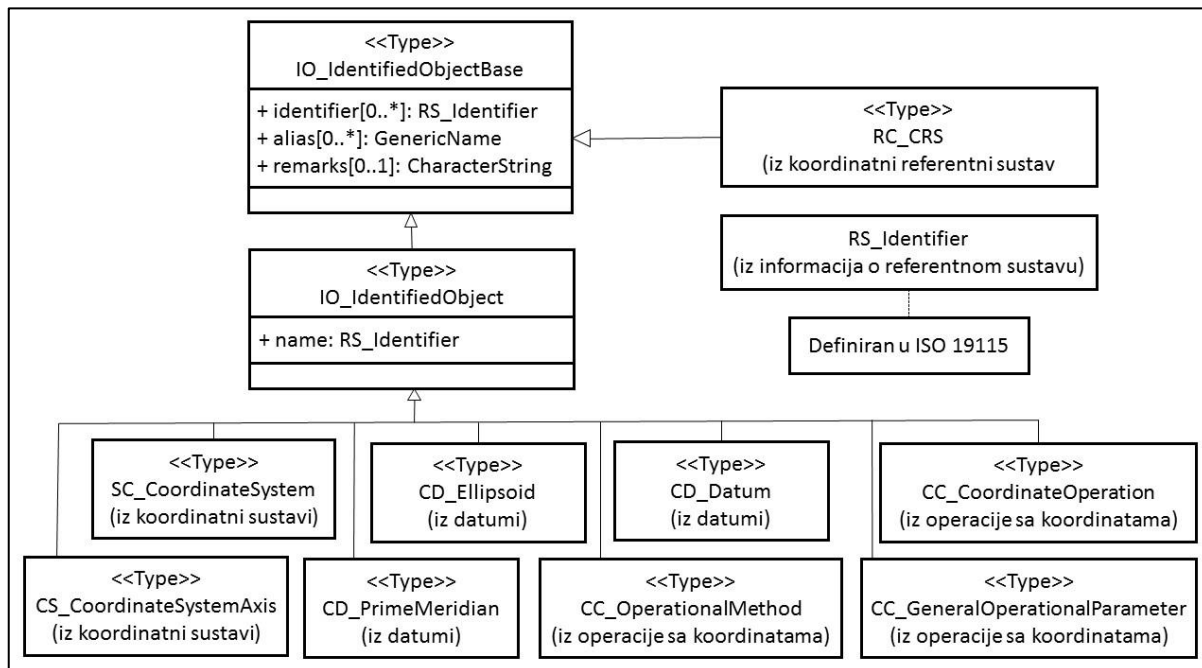 <<Type>>
IO_IdentifiedObjectBase
+ identifier[0..*]: RS_Identifier
+ alias[0..*]: GenericName
+ remarks[0..1]: CharacterString
<<Type>>
RC_CRS
(iz koordinatni referentni sustav
RS_Identifier
(iz informacija o referentnom sustavu)
Definiran u ISO 19115
<<Type>>
IO_IdentifiedObject
+ name: RS_Identifier
<<Type>>
SC_CoordinateSystem
(iz koordinatni sustavi)
<<Type>>
CD_Ellipsoid
(iz datumi)
<<Type>>
CD_Datum
(iz datumi)
<<Type>>
CC_CoordinateOperation
(iz operacije sa koordinatama)
<<Type>>
CS_CoordinateSystemAxis
(iz koordinatni sustavi)
<<Type>>
CD_PrimeMeridian
(iz datumi)
<<Type>>
CC_OperationalMethod
(iz operacije sa koordinatama)
<<Type>>
CC_GeneralOperationalParameter
(iz operacije sa koordinatama)